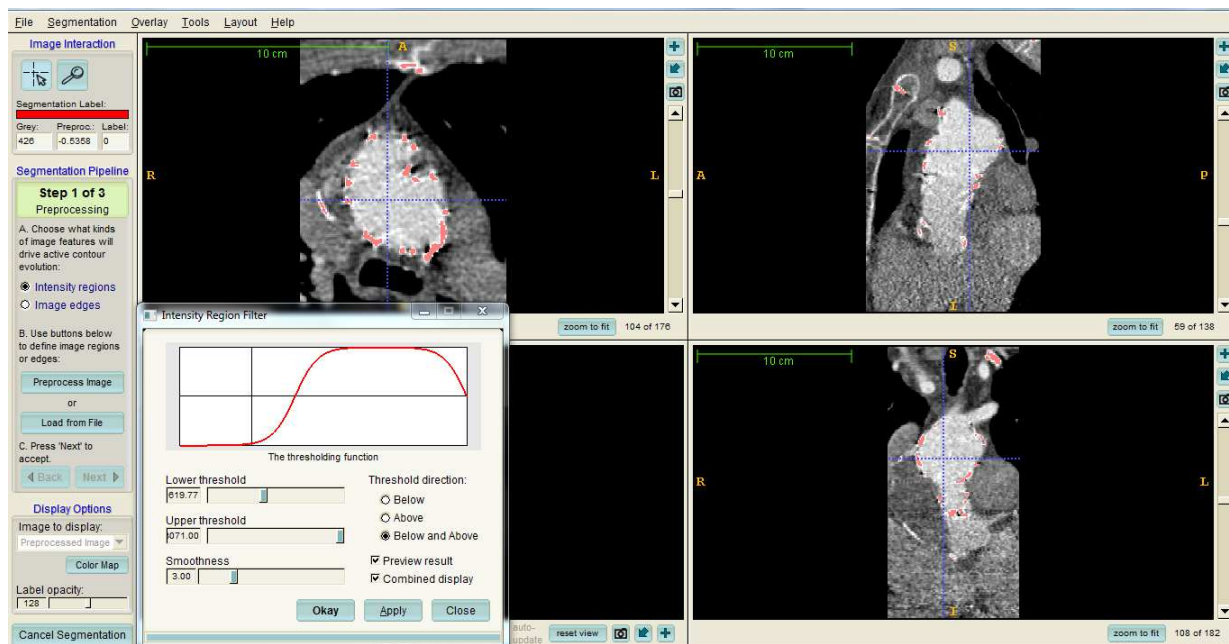 File Segmentation Overlay Tools Layout Help
Image Interaction
Segmentation Label:
Grey: Preproc.: Label:
426 -0.5358 0
Segmentation Pipeline
Step 1 of 3
Preprocessing
A. Choose what kinds
of image features will
drive active contour
evolution:
Intensity regions
Image edges
B. Use buttons below
to define image regions
or edges:
Preprocess Image
or
Load from File
C. Press 'Next' to
accept.
Back Next
Display Options
Image to display:
Preprocessed Image
Color Map
Label opacity:
128
Cancel Segmentation
10 cm
A
R
L
zoom to fit 104 of 176
S
A
P
I
zoom to fit 59 of 138
Intensity Region Filter
The thresholding function
Lower threshold
619.77
Upper threshold
071.00
Smoothness
3.00
Threshold direction:
Below
Above
Below and Above
Preview result
Combined display
Okay Apply Close
auto-
update
reset view
10 cm
S
R
L
I
zoom to fit 108 of 182